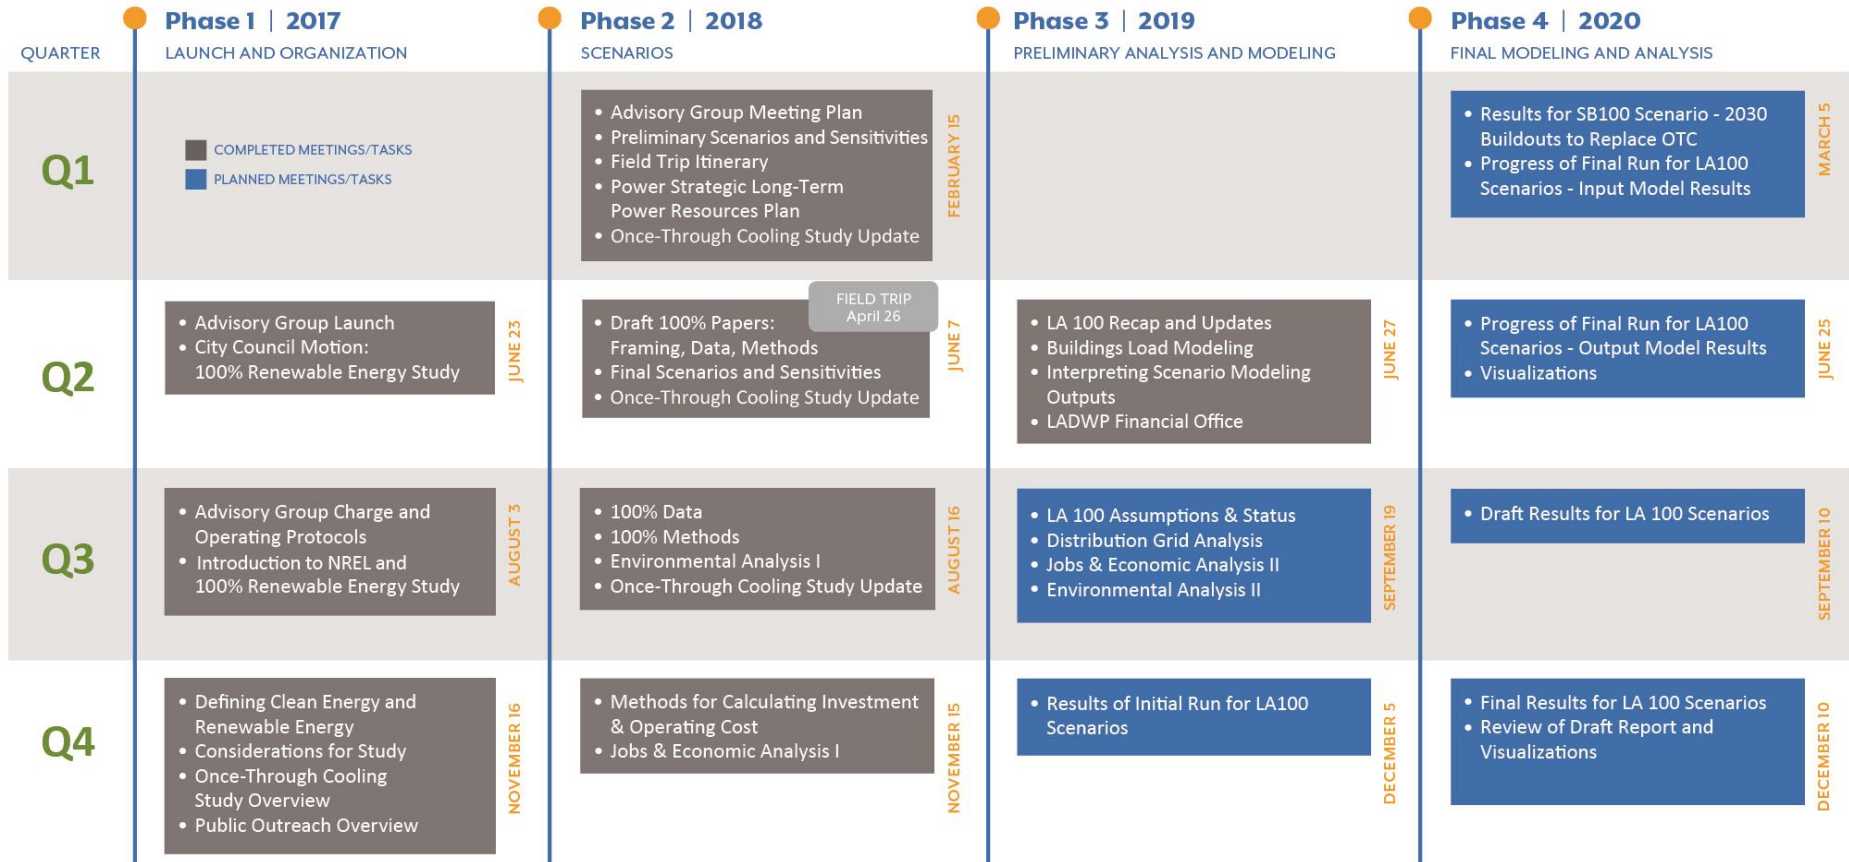 QUARTER
Phase 1 | 2017
LAUNCH AND ORGANIZATION
Phase 2 | 2018
SCENARIOS
Phase 3 | 2019
PRELIMINARY ANALYSIS AND MODELING
Phase 4 | 2020
FINAL MODELING AND ANALYSIS
Q1
COMPLETED MEETINGS/TASKS
PLANNED MEETINGS/TASKS
• Advisory Group Meeting Plan
• Preliminary Scenarios and Sensitivities
• Field Trip Itinerary
• Power Strategic Long-Term
Power Resources Plan
• Once-Through Cooling Study Update
FEBRUARY 15
• Results for SB100 Scenario - 2030
Buildouts to Replace OTC
• Progress of Final Run for LA100
Scenarios - Input Model Results
MARCH 5
Q2
• Advisory Group Launch
• City Council Motion:
100% Renewable Energy Study
JUNE 23
FIELD TRIP
April 26
• Draft 100% Papers:
Framing, Data, Methods
• Final Scenarios and Sensitivities
• Once-Through Cooling Study Update
JUNE 7
• LA 100 Recap and Updates
• Buildings Load Modeling
• Interpreting Scenario Modeling
Outputs
• LADWP Financial Office
JUNE 27
• Progress of Final Run for LA100
Scenarios - Output Model Results
• Visualizations
JUNE 25
Q3
• Advisory Group Charge and
Operating Protocols
• Introduction to NREL and
100% Renewable Energy Study
AUGUST 3
• 100% Data
• 100% Methods
• Environmental Analysis I
• Once-Through Cooling Study Update
AUGUST 16
• LA 100 Assumptions & Status
• Distribution Grid Analysis
• Jobs & Economic Analysis II
• Environmental Analysis II
SEPTEMBER 19
• Draft Results for LA 100 Scenarios
SEPTEMBER 10
Q4
• Defining Clean Energy and
Renewable Energy
• Considerations for Study
• Once-Through Cooling
Study Overview
• Public Outreach Overview
NOVEMBER 16
• Methods for Calculating Investment
& Operating Cost
• Jobs & Economic Analysis I
NOVEMBER 15
• Results of Initial Run for LA100
Scenarios
DECEMBER 5
• Final Results for LA 100 Scenarios
• Review of Draft Report and
Visualizations
DECEMBER 10